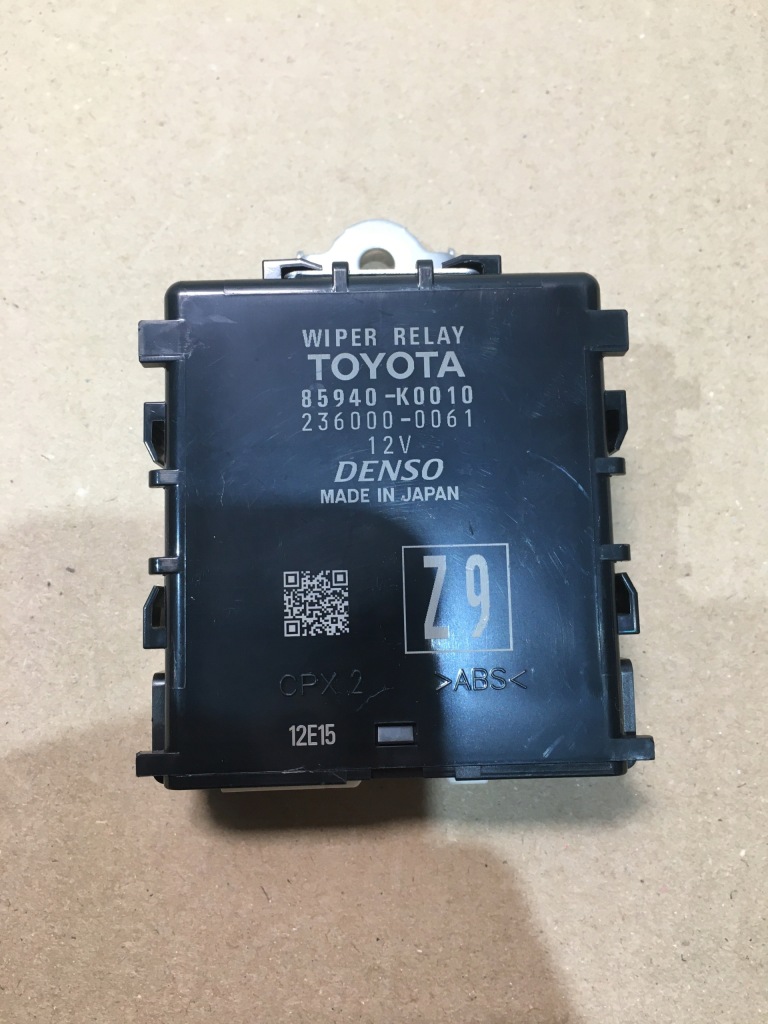 WIPER RELAY
TOYOTA
85940-K0010
236000-0061
12V
DENSO
MADE IN JAPAN
Z9
CPX 2
>ABS<
12E15